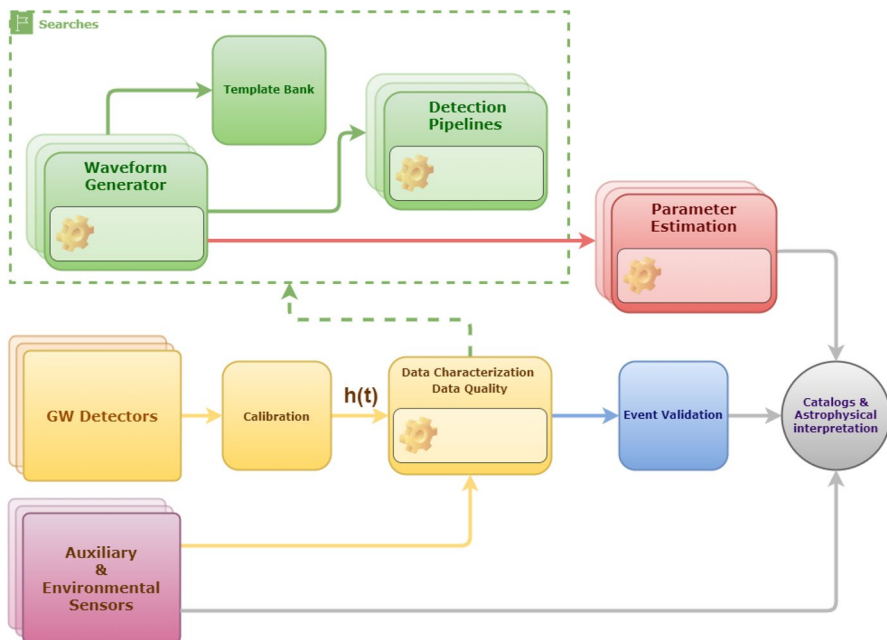 Searches
Template Bank
Detection
Pipelines
Waveform
Generator
Parameter
Estimation
GW Detectors
Calibration
h(t)
Data Characterization
Data Quality
Event Validation
Catalogs &
Astrophysical
interpretation
Auxiliary
&
Environmental
Sensors